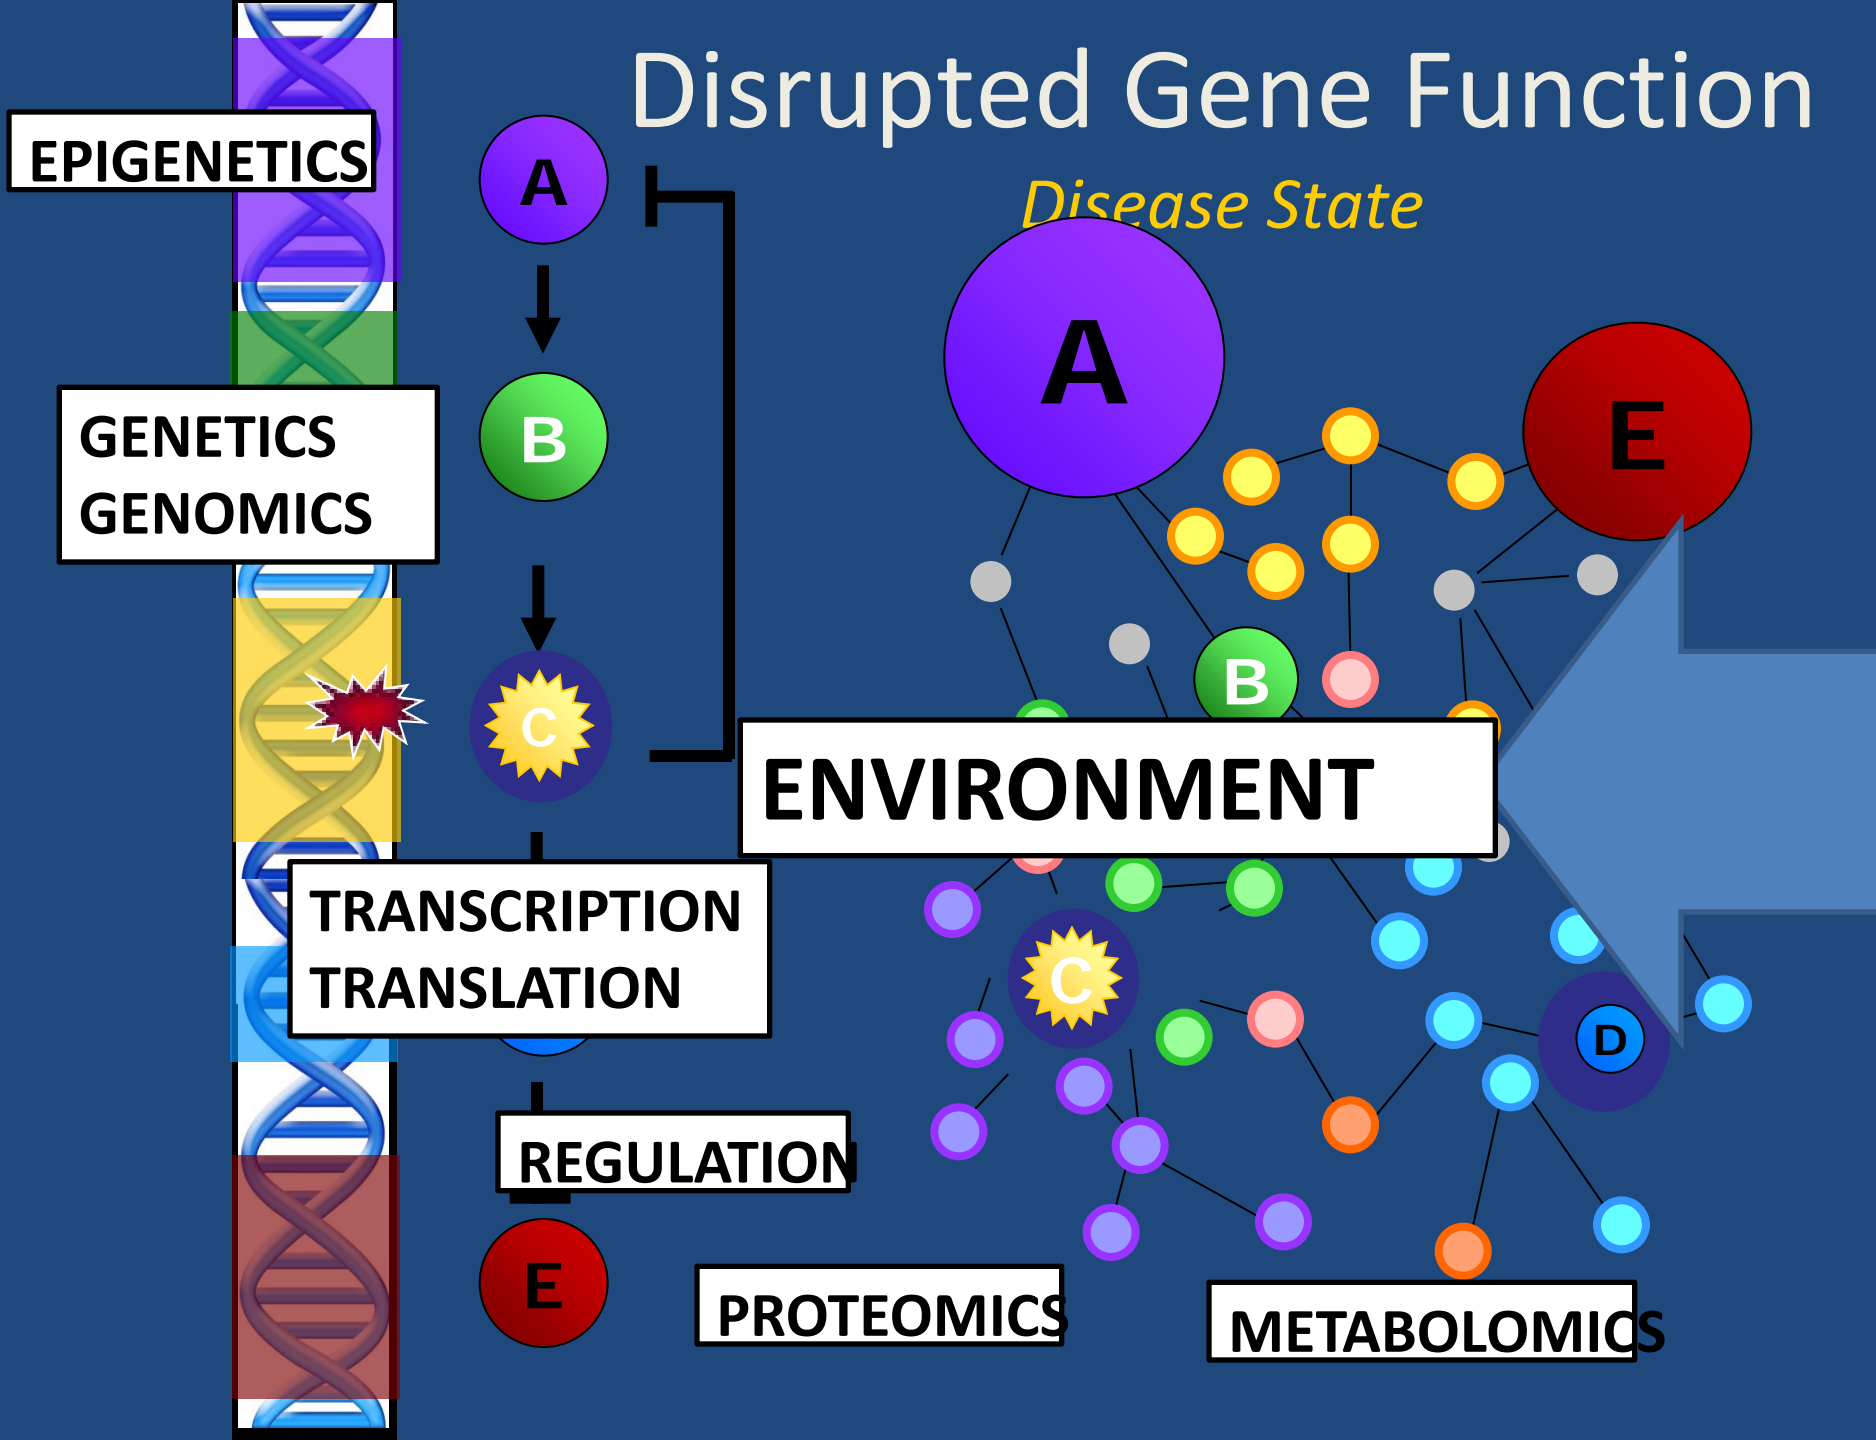 Disrupted Gene Function
Disease State
EPIGENETICS
A
A
GENETICS
GENOMICS
B
E
B
C
ENVIRONMENT
TRANSCRIPTION
TRANSLATION
C
D
REGULATION
E
PROTEOMICS
METABOLOMICS